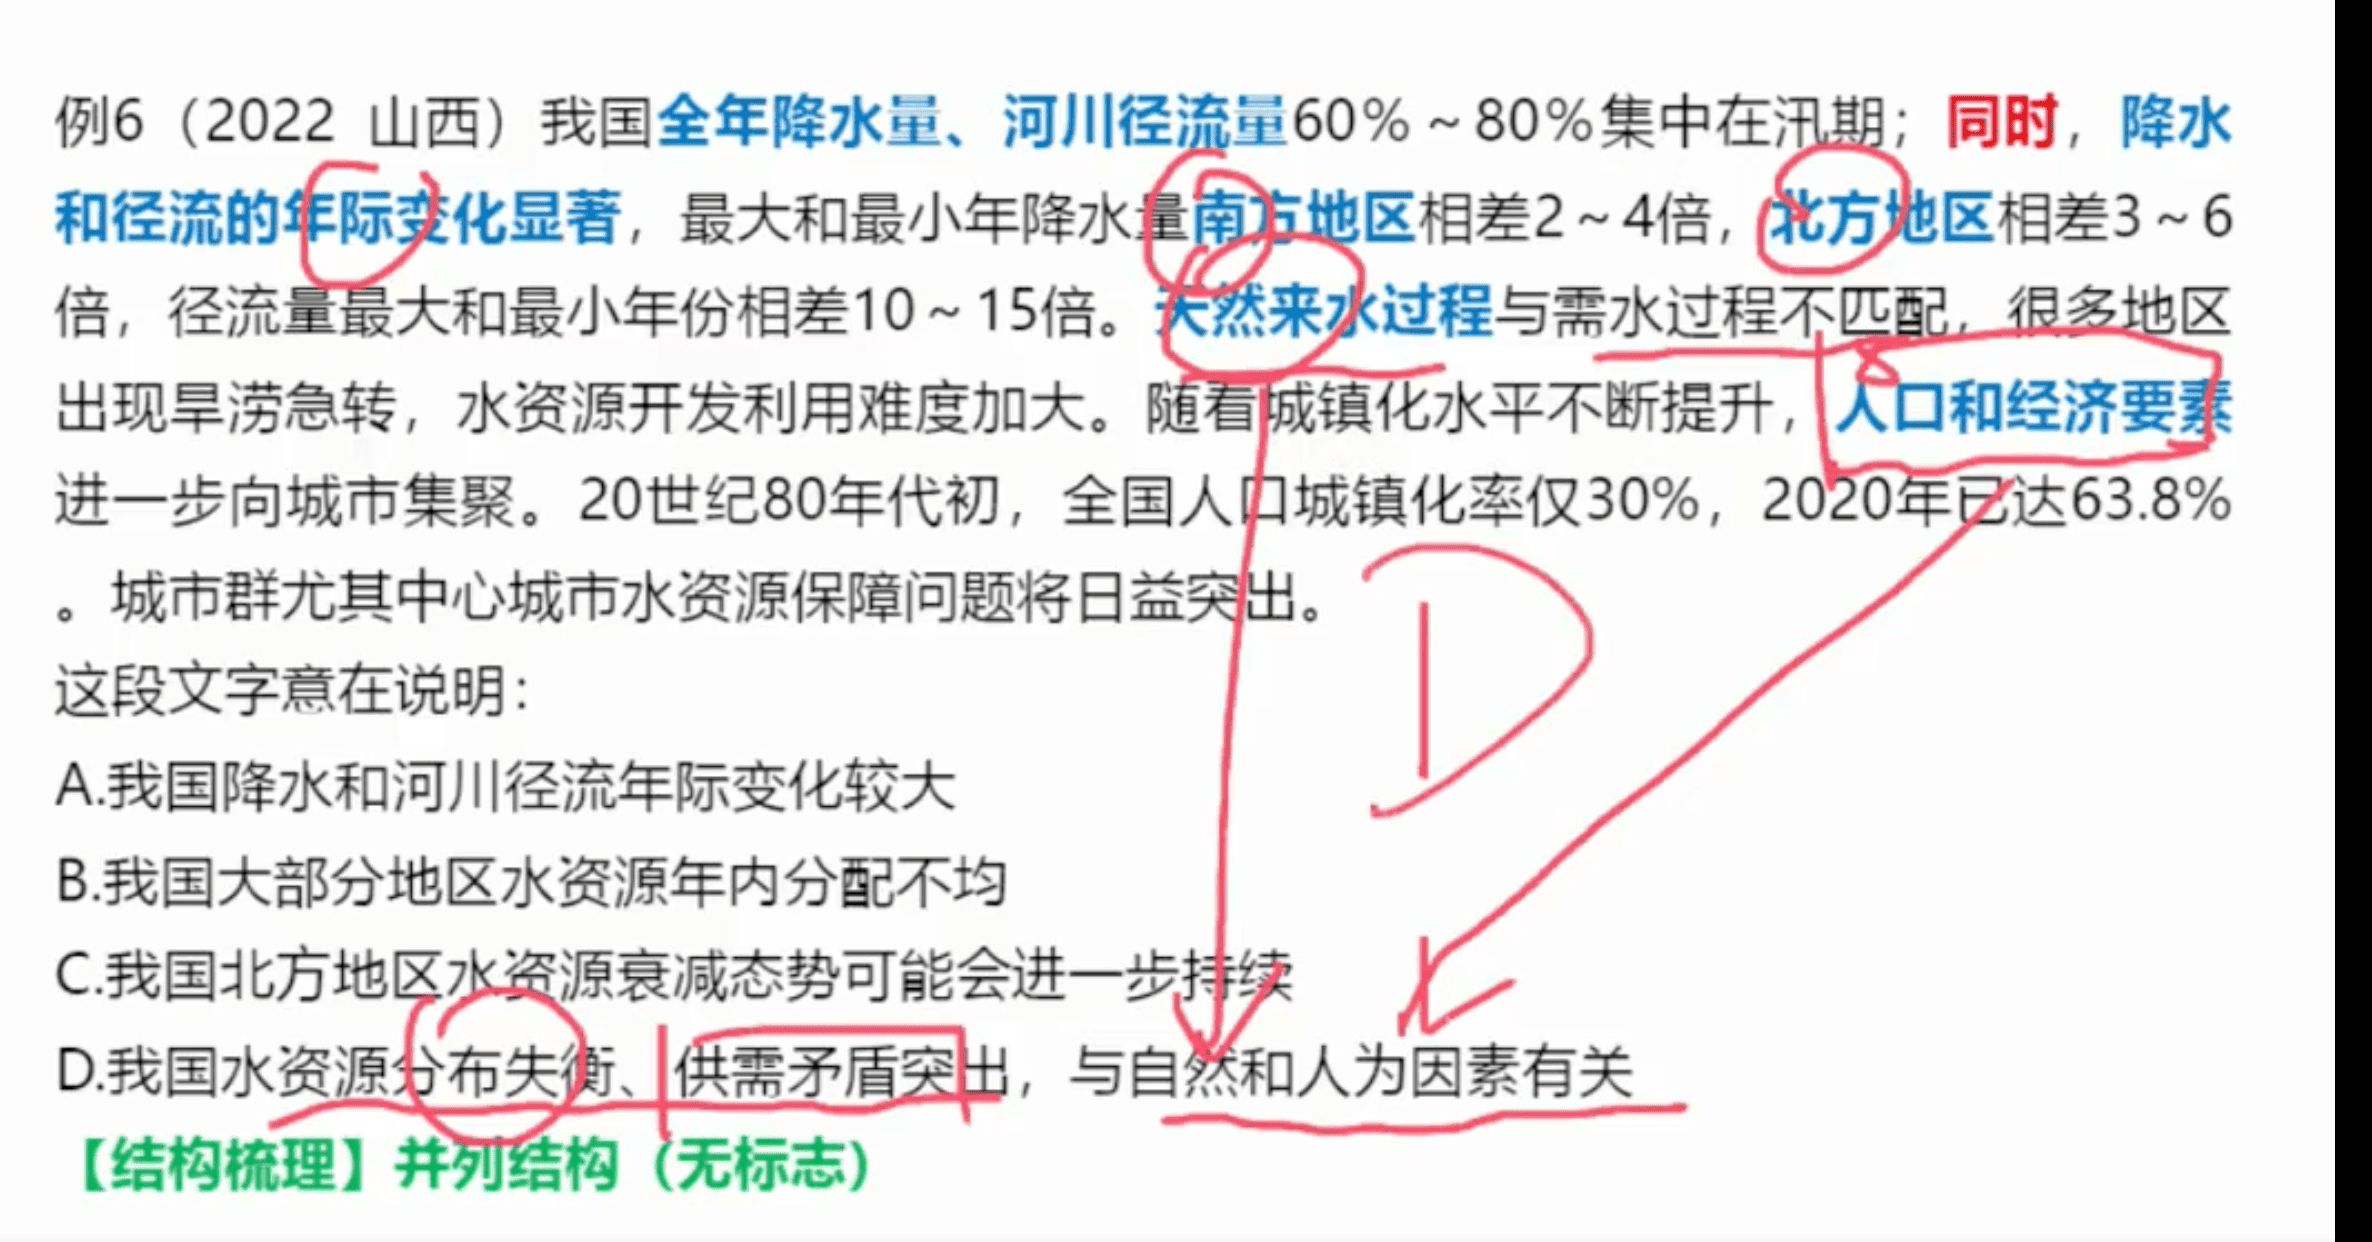 例6（2022 山西）我国全年降水量、河川径流量60%～80%集中在汛期；同时，降水
和径流的年际变化显著，最大和最小年降水量南方地区相差2～4倍，北方地区相差3～6
倍，径流量最大和最小年份相差10～15倍。天然来水过程与需水过程不匹配，很多地区
出现旱涝急转，水资源开发利用难度加大。随着城镇化水平不断提升，人口和经济要素
进一步向城市集聚。20世纪80年代初，全国人口城镇化率仅30%，2020年已达63.8%
。城市群尤其中心城市水资源保障问题将日益突出。
这段文字意在说明：
D
A.我国降水和河川径流年际变化较大
B.我国大部分地区水资源年内分配不均
C.我国北方地区水资源衰减态势可能会进一步持续
D.我国水资源分布失衡、供需矛盾突出，与自然和人为因素有关
【结构梳理】并列结构（无标志）